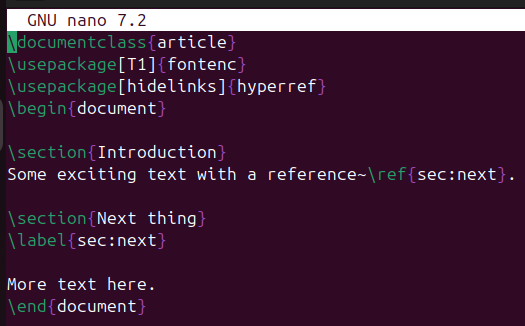 GNU nano 7.2
\documentclass{article}
\usepackage[T1]{fontenc}
\usepackage[hidelinks]{hyperref}
\begin{document}

\section{Introduction}
Some exciting text with a reference~\ref{sec:next}.

\section{Next thing}
\label{sec:next}

More text here.
\end{document}